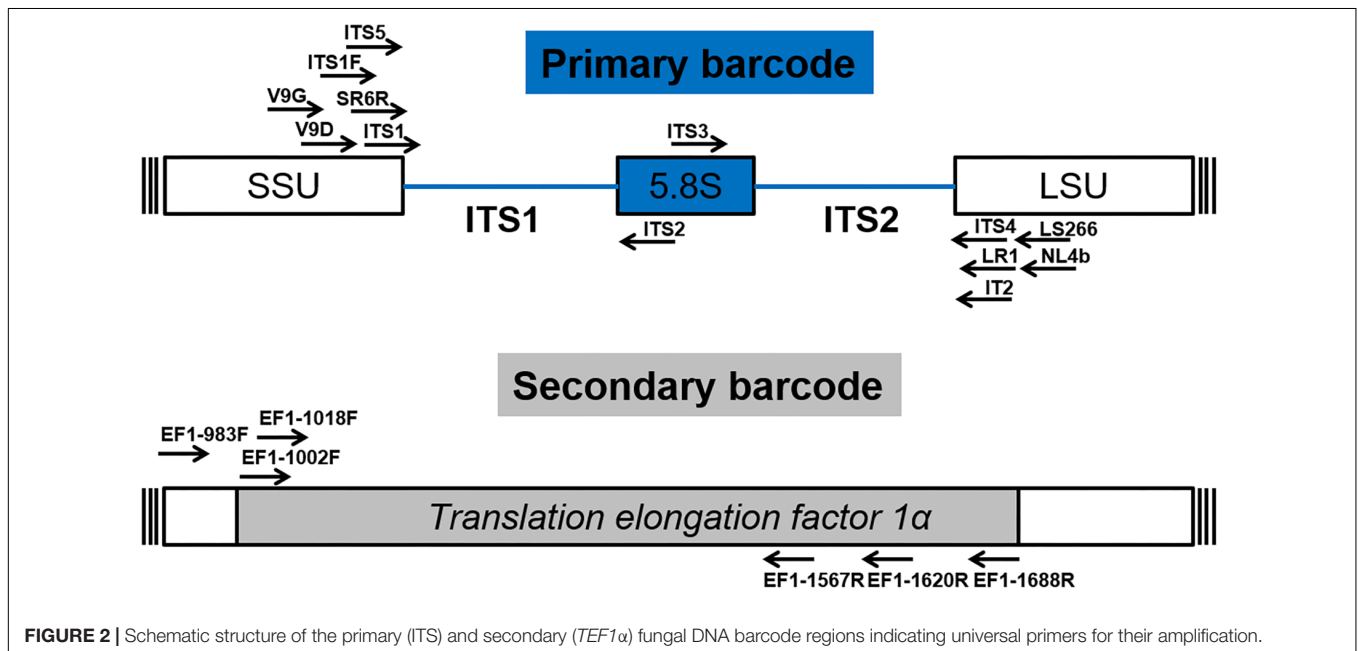 ITS5
Primary barcode
ITS1F
V9G
SR6R
V9D
ITS1
ITS3
SSU
5.8S
LSU
ITS1
ITS2
ITS2
ITS4
LS266
LR1
NL4b
IT2
Secondary barcode
EF1-1018F
EF1-983F
EF1-1002F
Translation elongation factor 1α
EF1-1567R
EF1-1620R
EF1-1688R
FIGURE 2 | Schematic structure of the primary (ITS) and secondary (TEF1α) fungal DNA barcode regions indicating universal primers for their amplification.